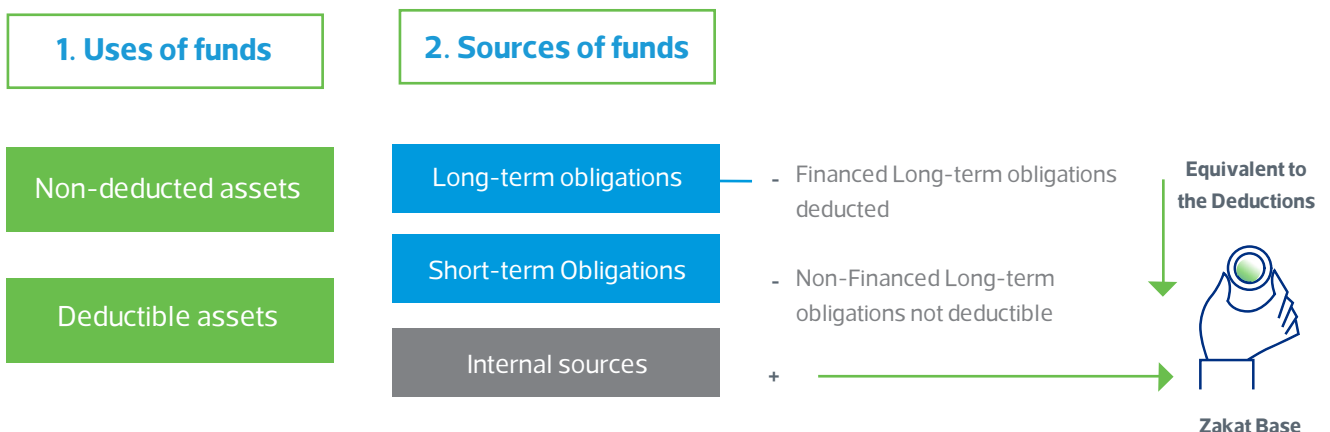 1. Uses of funds
2. Sources of funds
Non-deducted assets
Deductible assets
Long-term obligations
Short-term Obligations
Internal sources
- Financed Long-term obligations
deducted
- Non-Financed Long-term
obligations not deductible
+
Equivalent to
the Deductions
Zakat Base